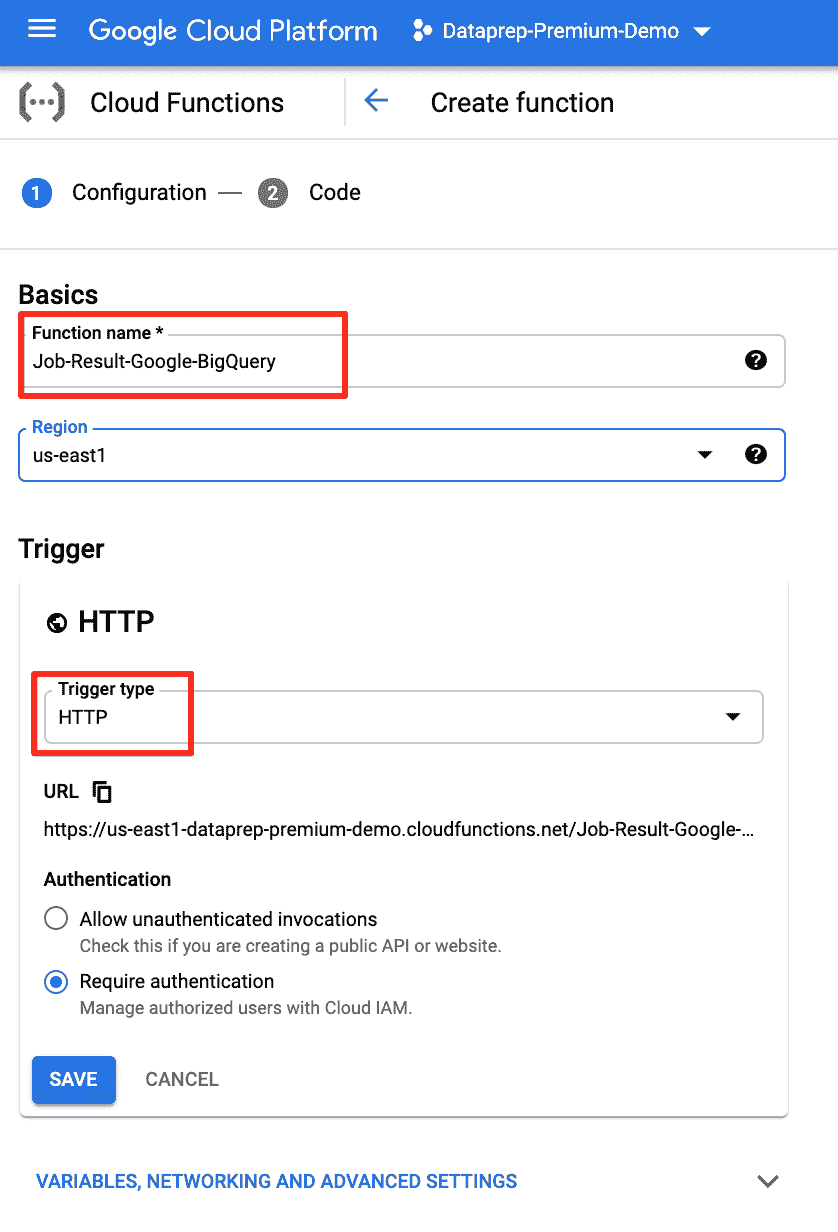 Google Cloud Platform Dataprep-Premium-Demo
Cloud Functions Create function
1 Configuration — 2 Code
Basics
Function name *
Job-Result-Google-BigQuery
Region
us-east1
Trigger
HTTP
Trigger type
HTTP
URL
https://us-east1-dataprep-premium-demo.cloudfunctions.net/Job-Result-Google-...
Authentication
Allow unauthenticated invocations
Check this if you are creating a public API or website.
Require authentication
Manage authorized users with Cloud IAM.
SAVE CANCEL
VARIABLES, NETWORKING AND ADVANCED SETTINGS